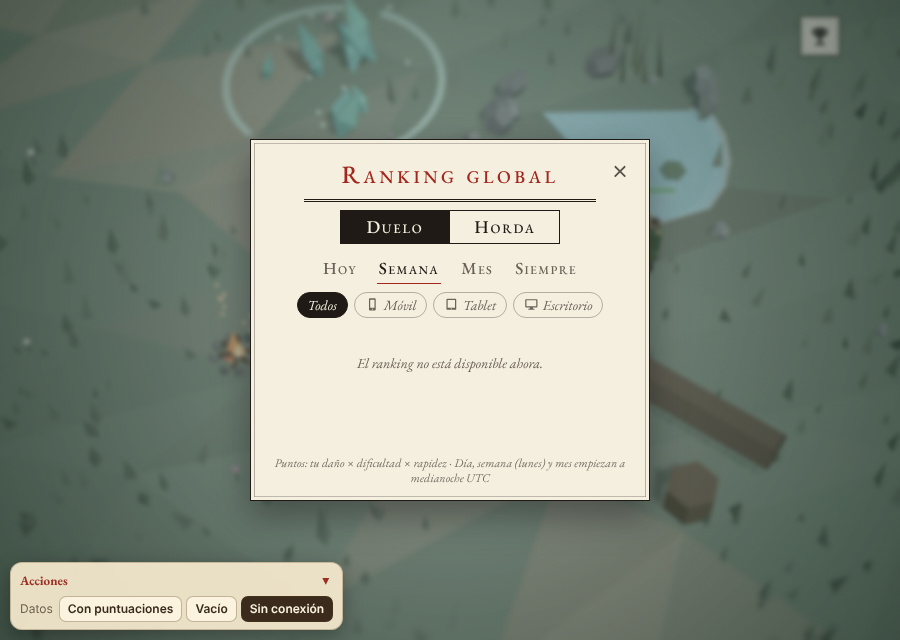 Ranking global
Duelo Horda
Hoy Semana Mes Siempre
Todos Móvil Tablet Escritorio
El ranking no está disponible ahora.
Puntos: tu daño × dificultad × rapidez · Día, semana (lunes) y mes empiezan a
medianoche UTC
Acciones
Datos Con puntuaciones Vacío Sin conexión